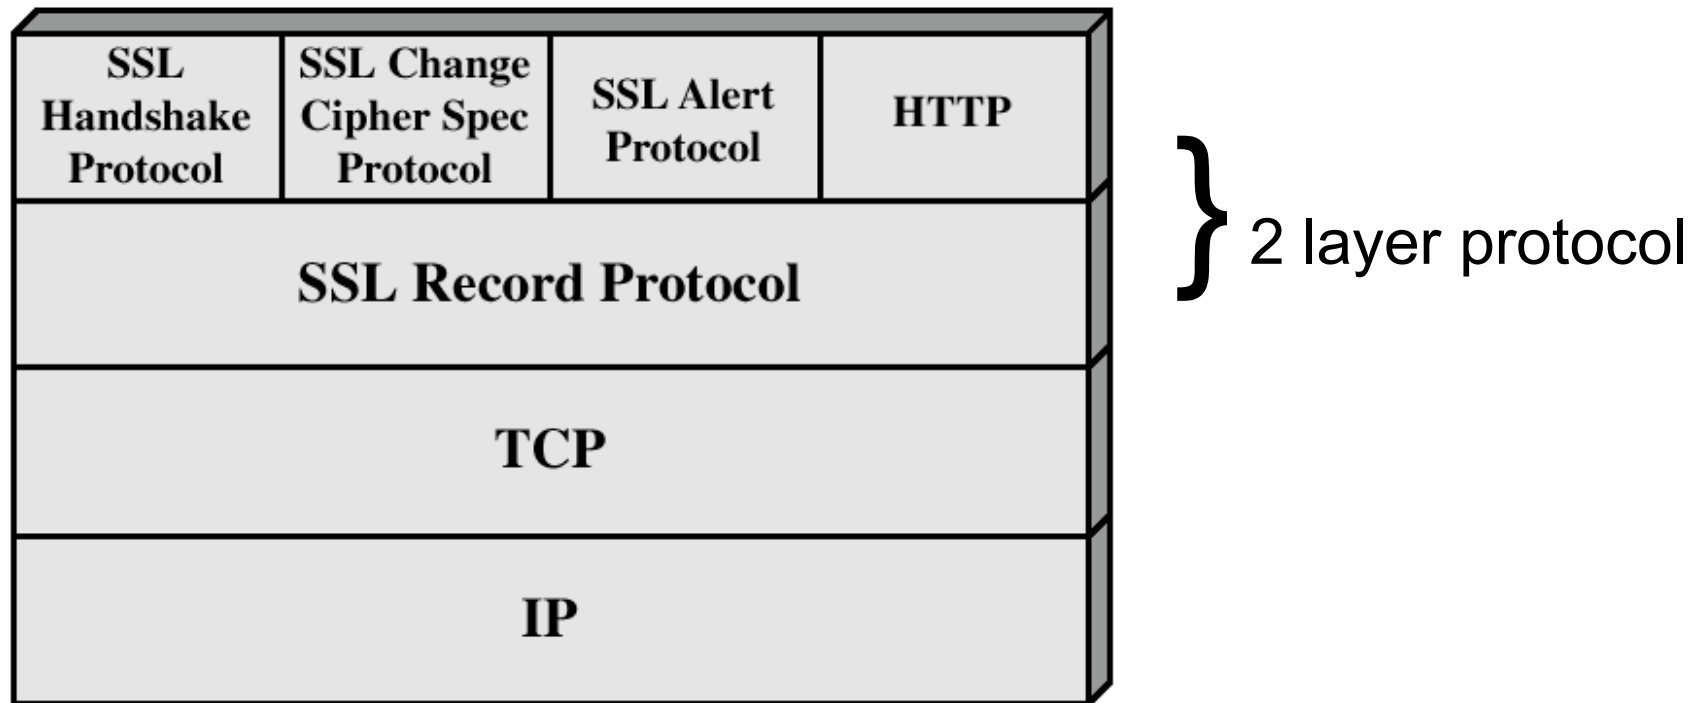 SSL
Handshake
Protocol
SSL Change
Cipher Spec
Protocol
SSL Alert
Protocol
HTTP
SSL Record Protocol
} 2 layer protocol
TCP
IP